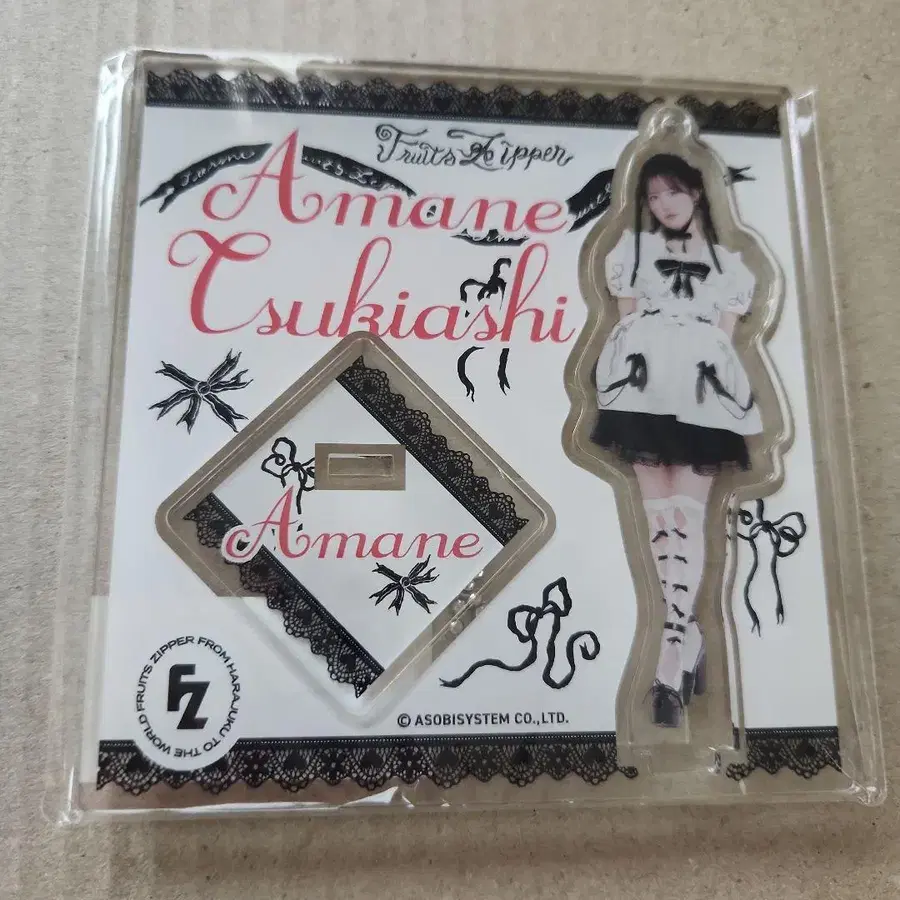 Fruits Zipper
Amane
Tsukiashi
Amane
FZ
FRUITS ZIPPER FROM HARAJUKU TO THE WORLD
© ASOBISYSTEM CO.,LTD.